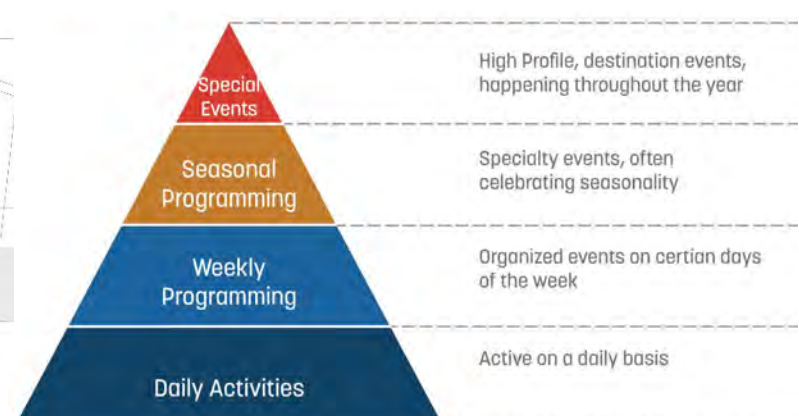 Special
Events
High Profile, destination events,
happening throughout the year
Seasonal
Programming
Specialty events, often
celebrating seasonality
Weekly
Programming
Organized events on certian days
of the week
Daily Activities
Active on a daily basis